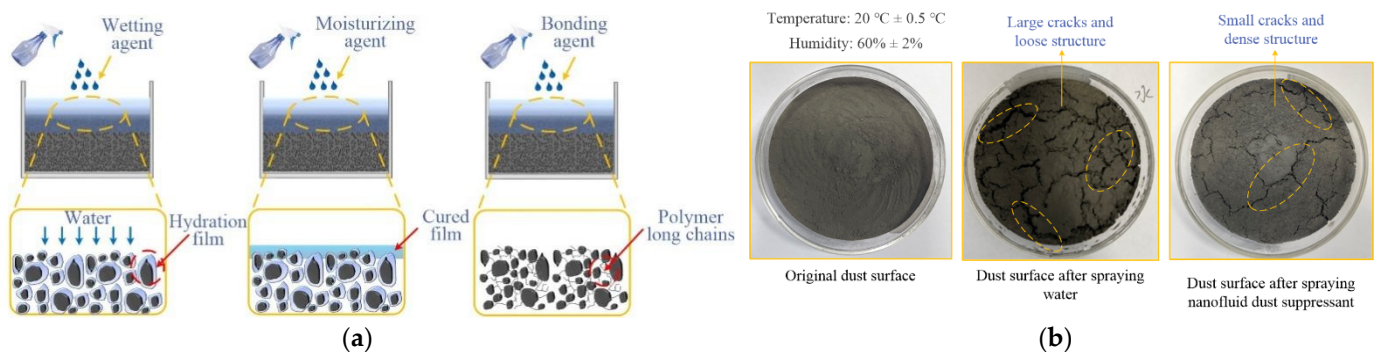 Wetting
agent
Moisturizing
agent
Bonding
agent
Water
Hydration
film
Cured
film
Polymer
long chains
(a)
Temperature: 20 ℃ ± 0.5 ℃
Humidity: 60% ± 2%
Large cracks and
loose structure
Small cracks and
dense structure
水
Original dust surface
Dust surface after spraying
water
Dust surface after spraying
nanofluid dust suppressant
(b)